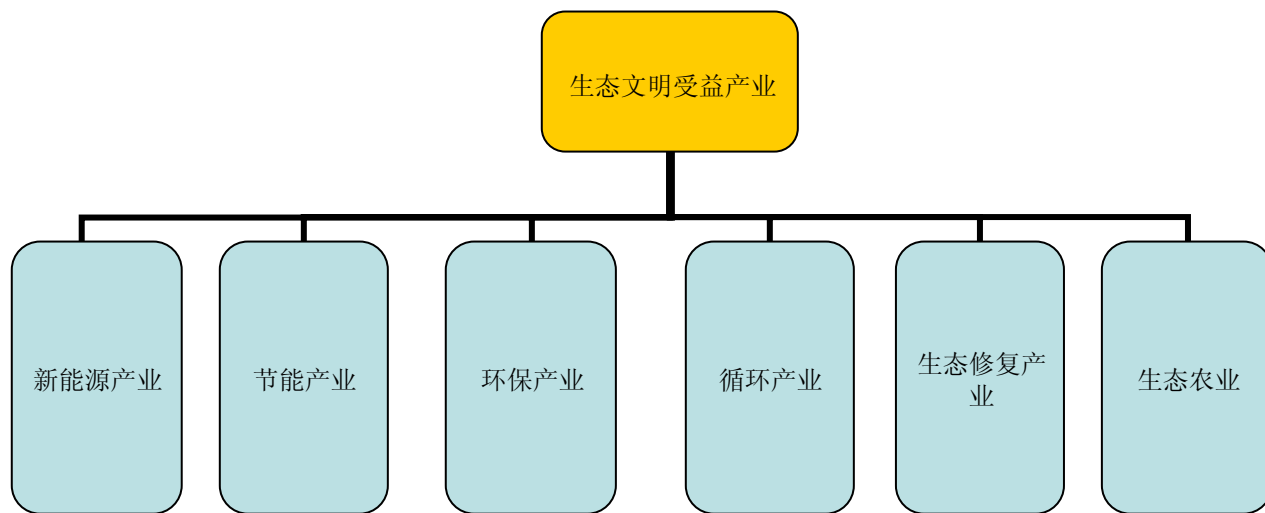 生态文明受益产业
新能源产业
节能产业
环保产业
循环产业
生态修复产
业
生态农业